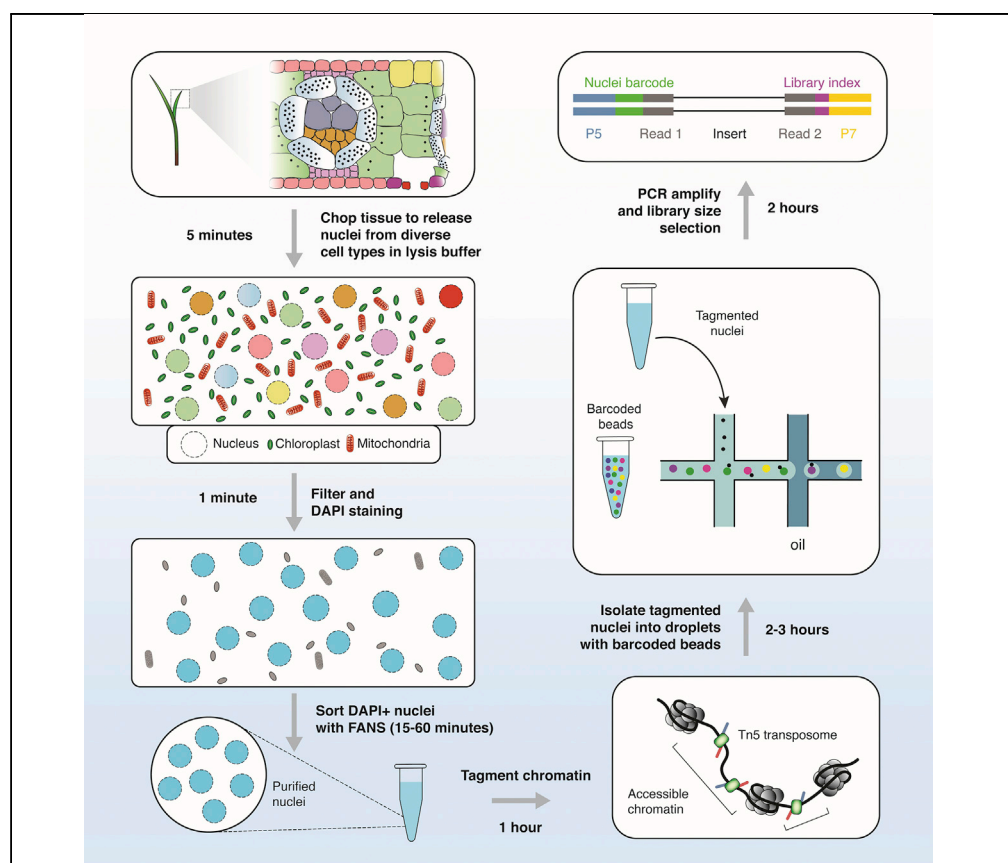 5 minutes
Chop tissue to release
nuclei from diverse
cell types in lysis buffer
Nucleus
Chloroplast
Mitochondria
1 minute
Filter and
DAPI staining
Sort DAPI+ nuclei
with FANS (15-60 minutes)
Purified
nuclei
Tagment chromatin
1 hour
Tn5 transposome
Accessible
chromatin
Isolate tagmented
nuclei into droplets
with barcoded beads
2-3 hours
Tagmented
nuclei
Barcoded
beads
oil
PCR amplify
and library size
selection
2 hours
Nuclei barcode
Library index
P5
Read 1
Insert
Read 2
P7